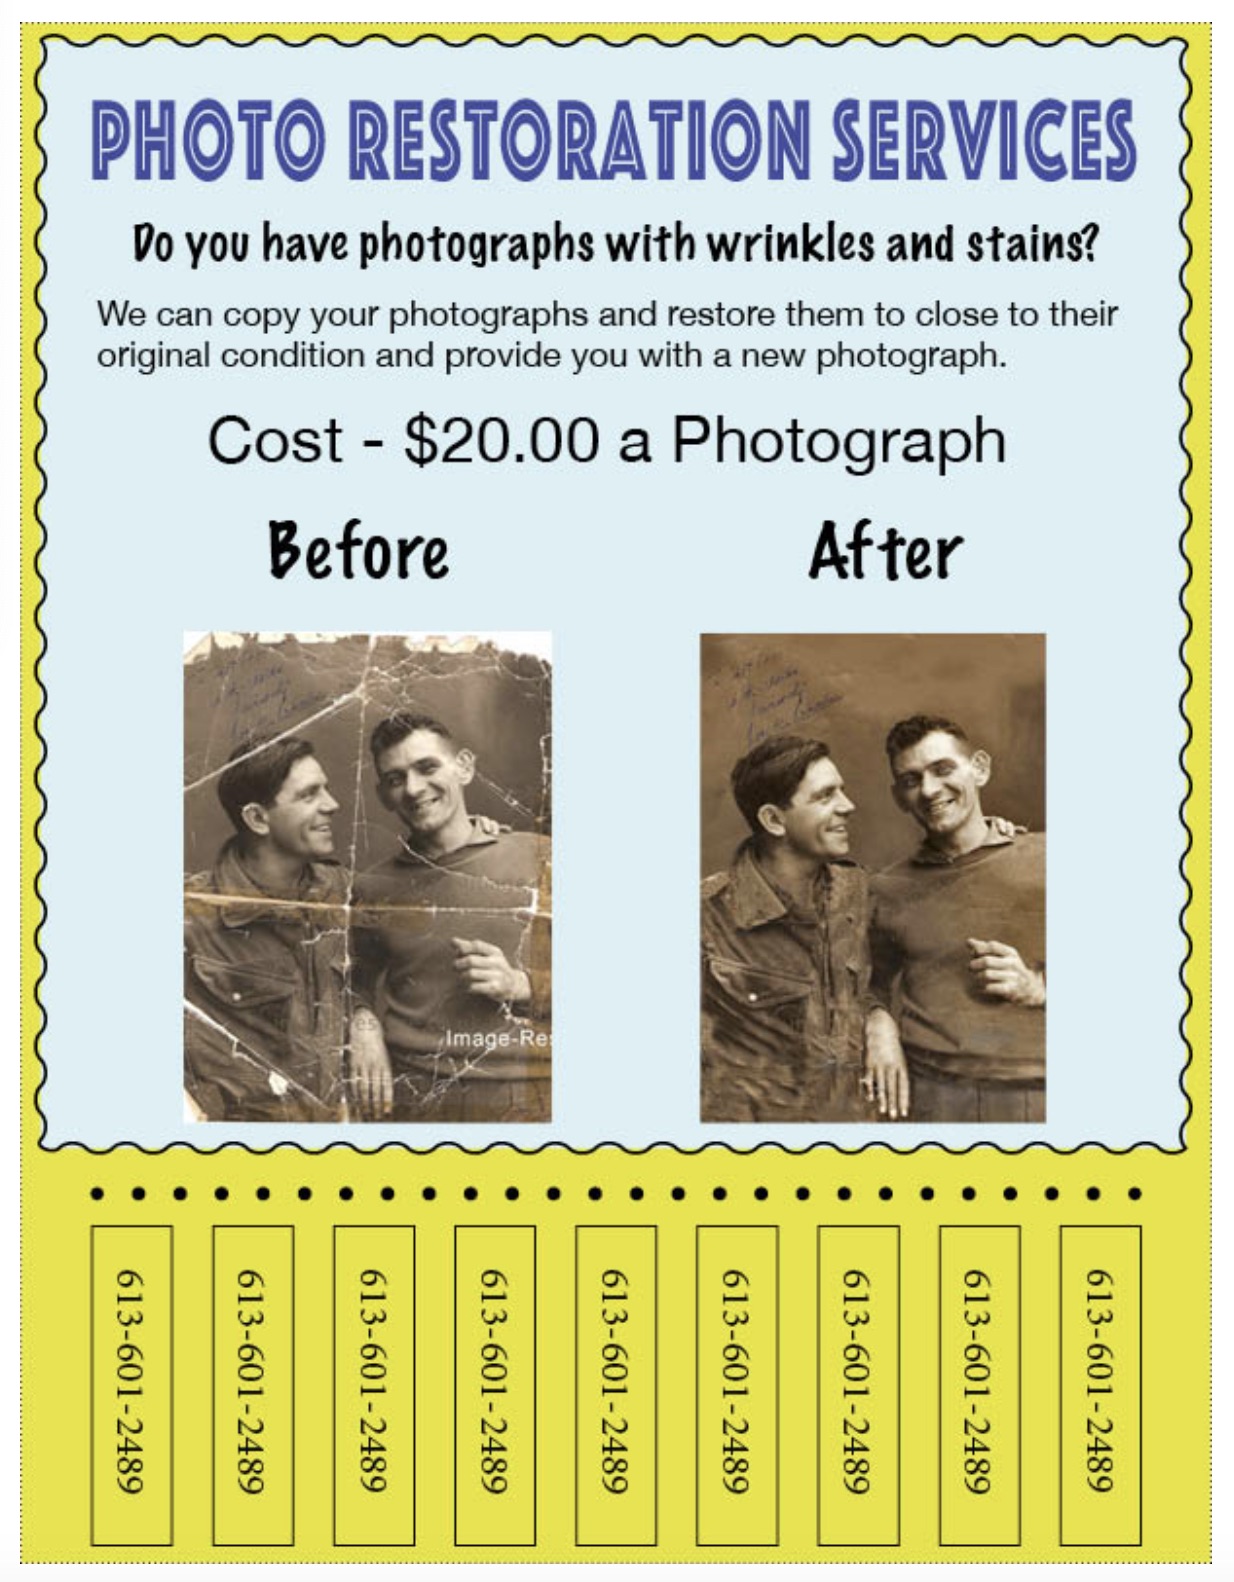 PHOTO RESTORATION SERVICES
Do you have photographs with wrinkles and stains?
We can copy your photographs and restore them to close to their
original condition and provide you with a new photograph.
Cost - $20.00 a Photograph
Before
After
Image-Re
613-601-2489
613-601-2489
613-601-2489
613-601-2489
613-601-2489
613-601-2489
613-601-2489
613-601-2489
613-601-2489